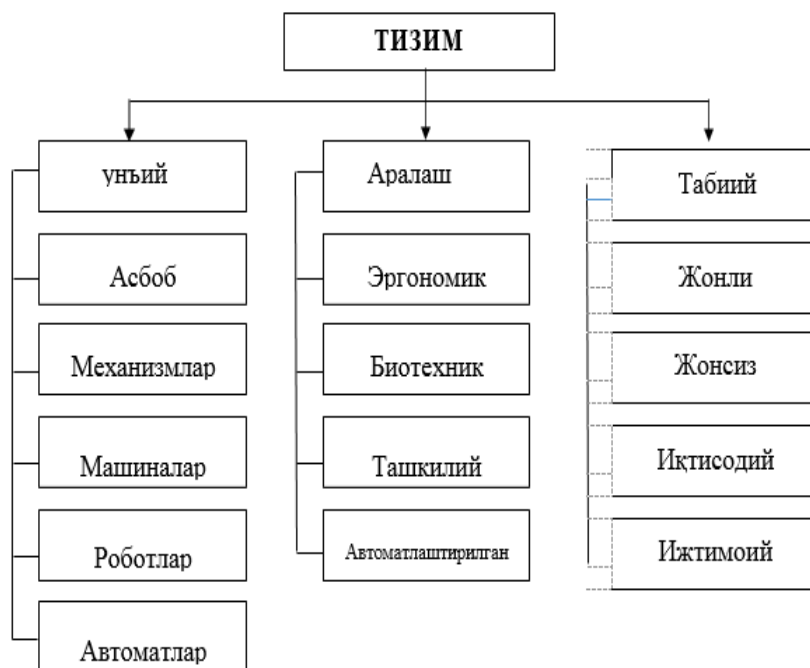 ТИЗИМ
унъий
Асбоб
Механизмлар
Машиналар
Роботлар
Автоматлар
Аралаш
Эргономик
Биотехник
Ташкилий
Автоматлаштирилган
Табиий
Жонли
Жонсиз
Иқтисодий
Ижтимоий